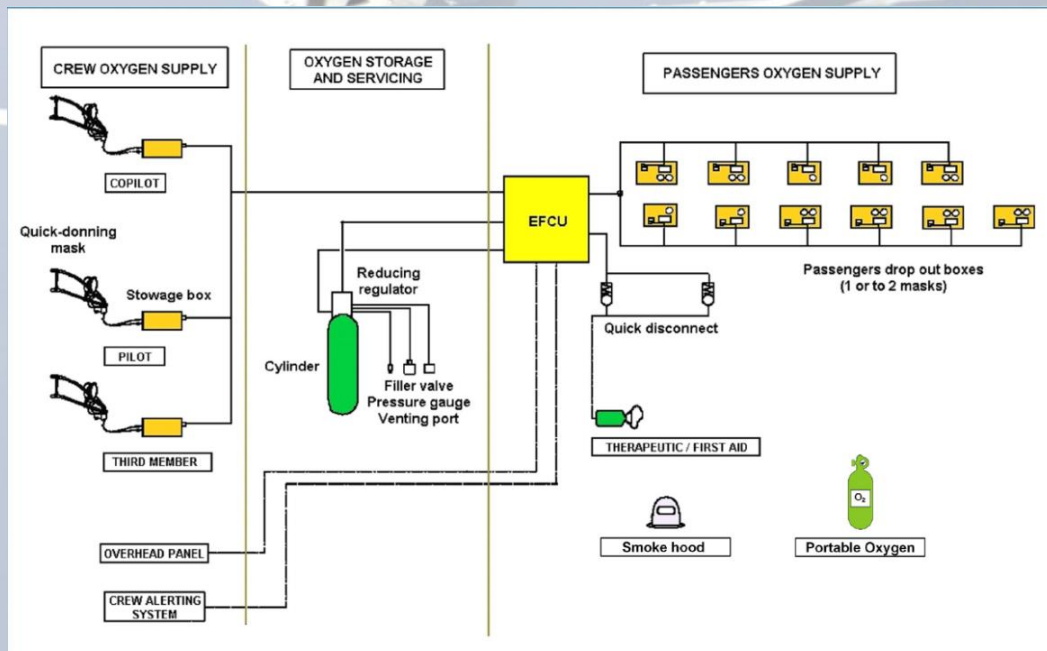 CREW OXYGEN SUPPLY
OXYGEN STORAGE
AND SERVICING
PASSENGERS OXYGEN SUPPLY
COPILOT
Quick-donning
mask
Stowage box
PILOT
THIRD MEMBER
OVERHEAD PANEL
CREW ALERTING
SYSTEM
Reducing
regulator
Cylinder
Filler valve
Pressure gauge
Venting port
EFCU
Passengers drop out boxes
(1 or to 2 masks)
Quick disconnect
THERAPEUTIC / FIRST AID
Smoke hood
O₂
Portable Oxygen